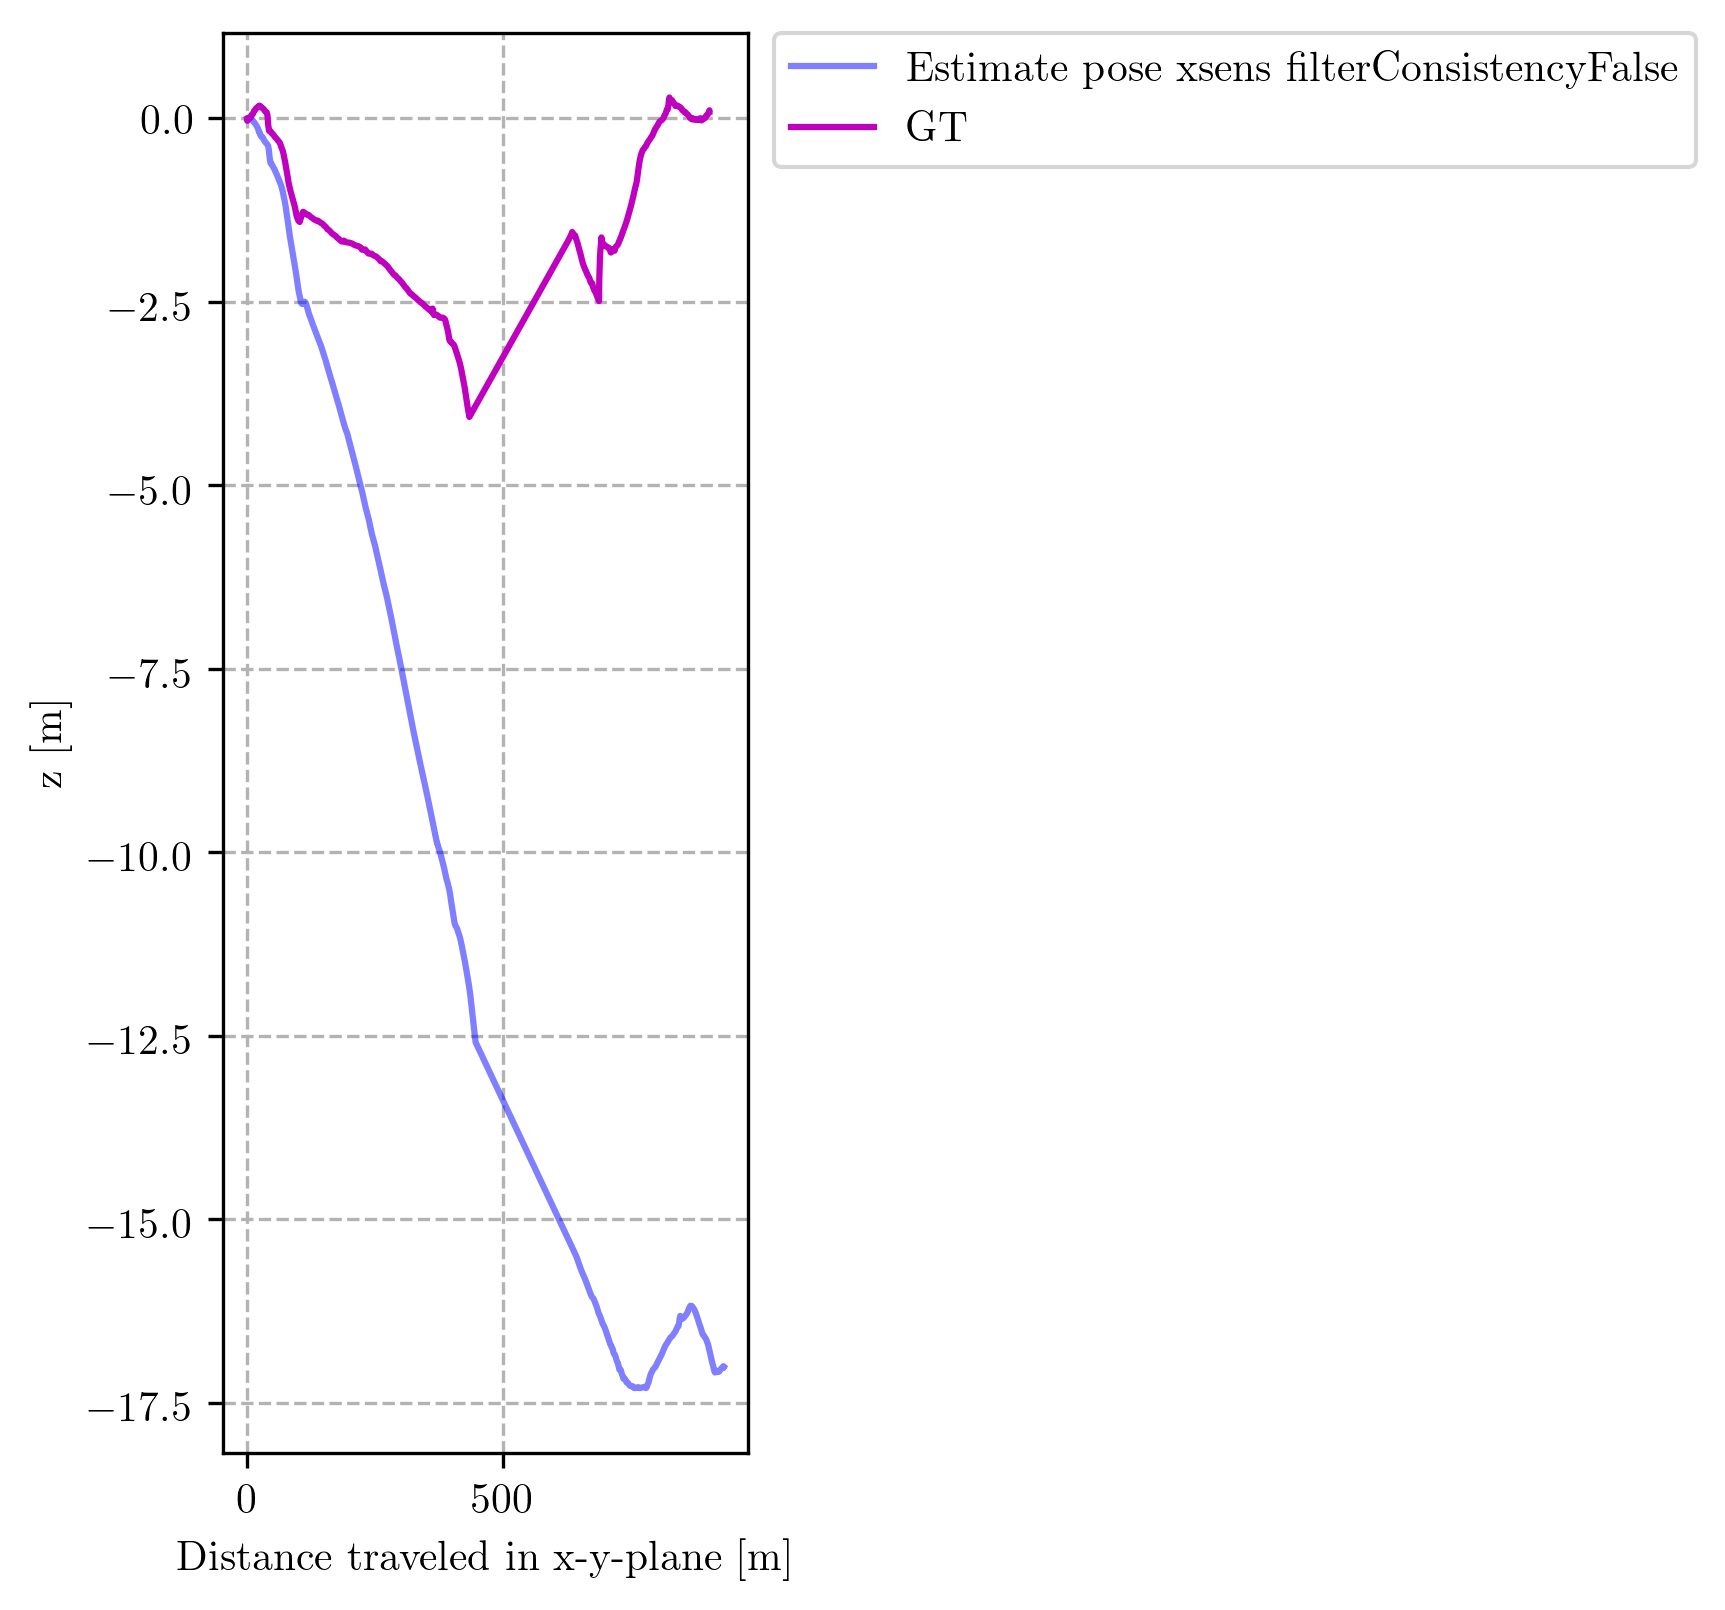 Estimate pose xsens filterConsistencyFalse
GT
0.0
−2.5
−5.0
−7.5
−10.0
−12.5
−15.0
−17.5
z [m]
0 500
Distance traveled in x-y-plane [m]